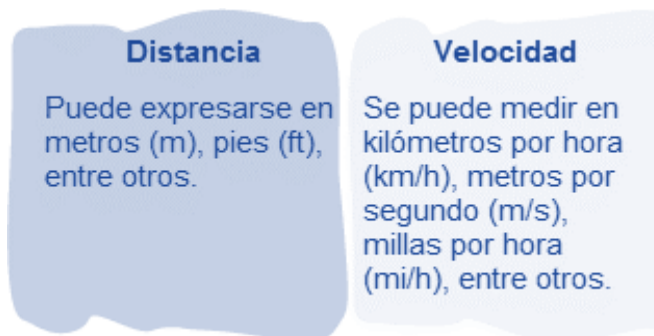 Distancia
Puede expresarse en
metros (m), pies (ft),
entre otros.
Velocidad
Se puede medir en
kilómetros por hora
(km/h), metros por
segundo (m/s),
millas por hora
(mi/h), entre otros.